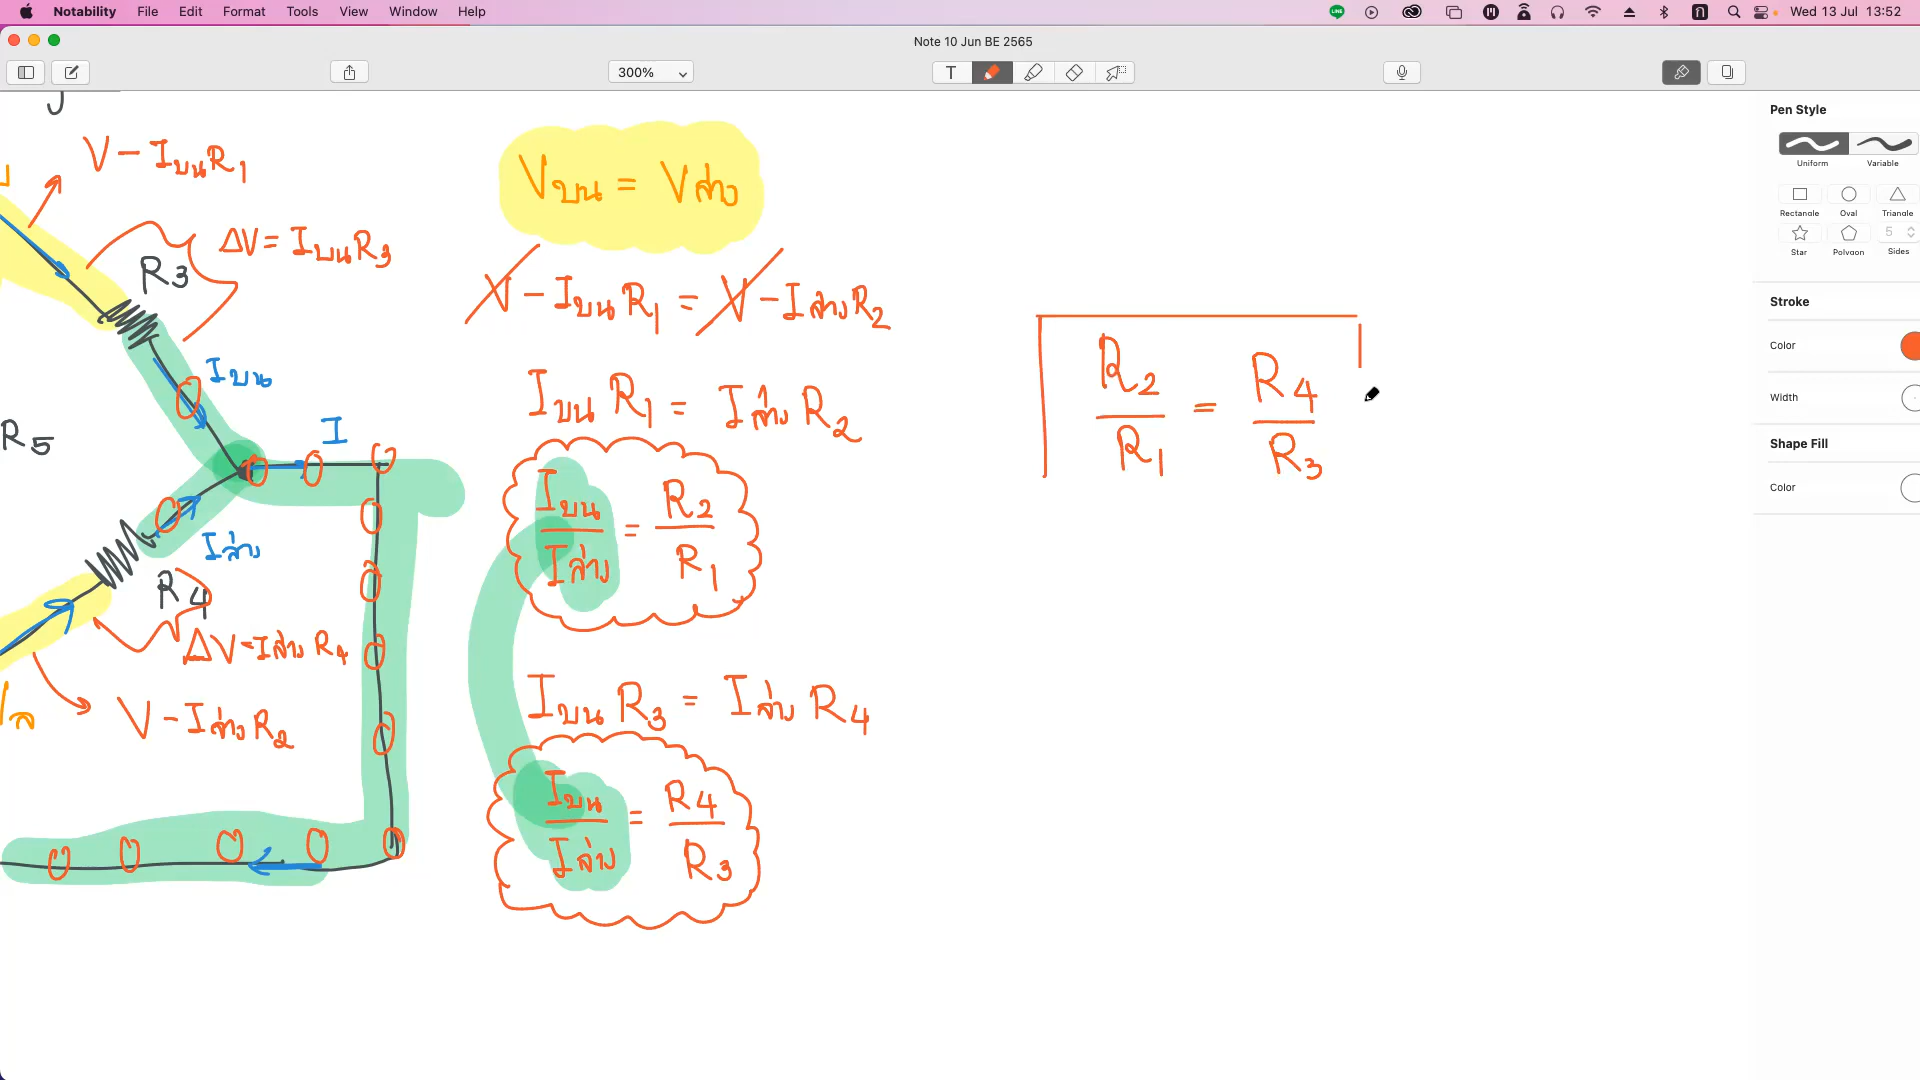 Notability File Edit Format Tools View Window Help Wed 13 Jul 13:52
Note 10 Jun BE 2565
300% T
V - IบนR1
ΔV = IบนR3
R3
Iบน
I
R5
Iล่าง
R4
ΔV = Iล่าง R4
V - Iล่าง R2
Vบน = Vล่าง
V - Iบน R1 = V - Iล่าง R2
Iบน R1 = Iล่าง R2
Iบน / Iล่าง = R2 / R1
Iบน R3 = Iล่าง R4
Iบน / Iล่าง = R4 / R3
R2 / R1 = R4 / R3
Pen Style
Uniform Variable
Rectangle Oval Triangle
5
Star Polygon Sides
Stroke
Color
Width
Shape Fill
Color